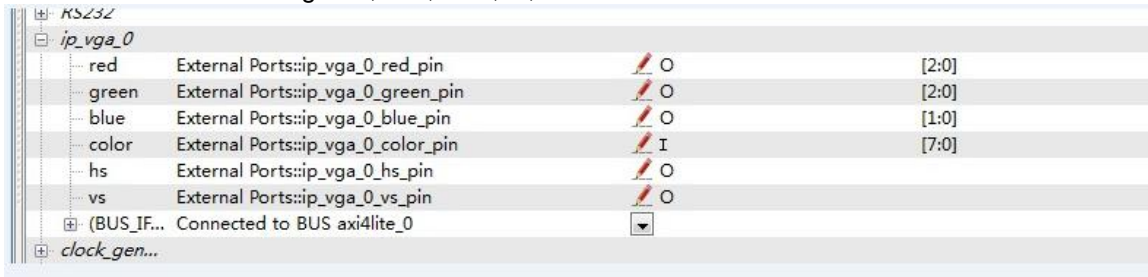 RS232
ip_vga_0
red External Ports::ip_vga_0_red_pin O [2:0]
green External Ports::ip_vga_0_green_pin O [2:0]
blue External Ports::ip_vga_0_blue_pin O [1:0]
color External Ports::ip_vga_0_color_pin I [7:0]
hs External Ports::ip_vga_0_hs_pin O
vs External Ports::ip_vga_0_vs_pin O
(BUS_IF... Connected to BUS axi4lite_0
clock_gen...